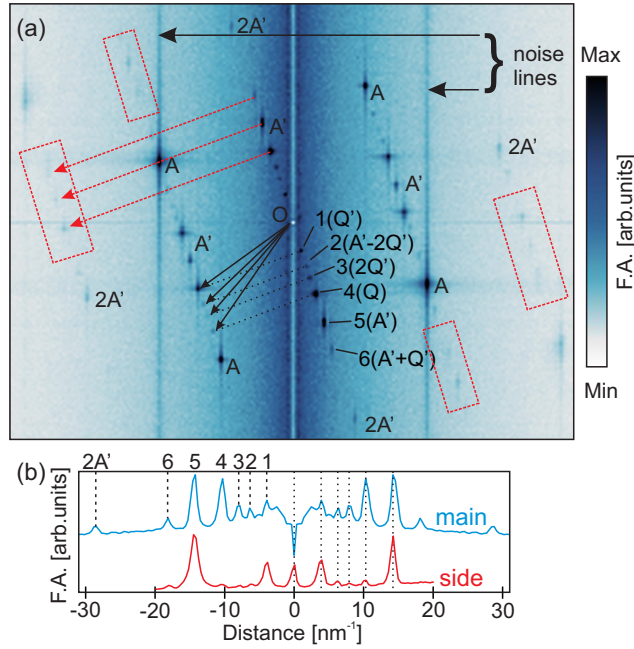 (a)
2A'
noise
lines
Max
A
A'
A
2A'
A'
O
1(Q')
2(A'-2Q')
3(2Q')
4(Q)
5(A')
6(A'+Q')
A'
A
2A'
A
2A'
F.A. [arb.units]
Min
(b)
2A' 6 5 4 3 2 1
main
side
F.A. [arb.units]
-30 -20 -10 0 10 20 30
Distance [nm⁻¹]